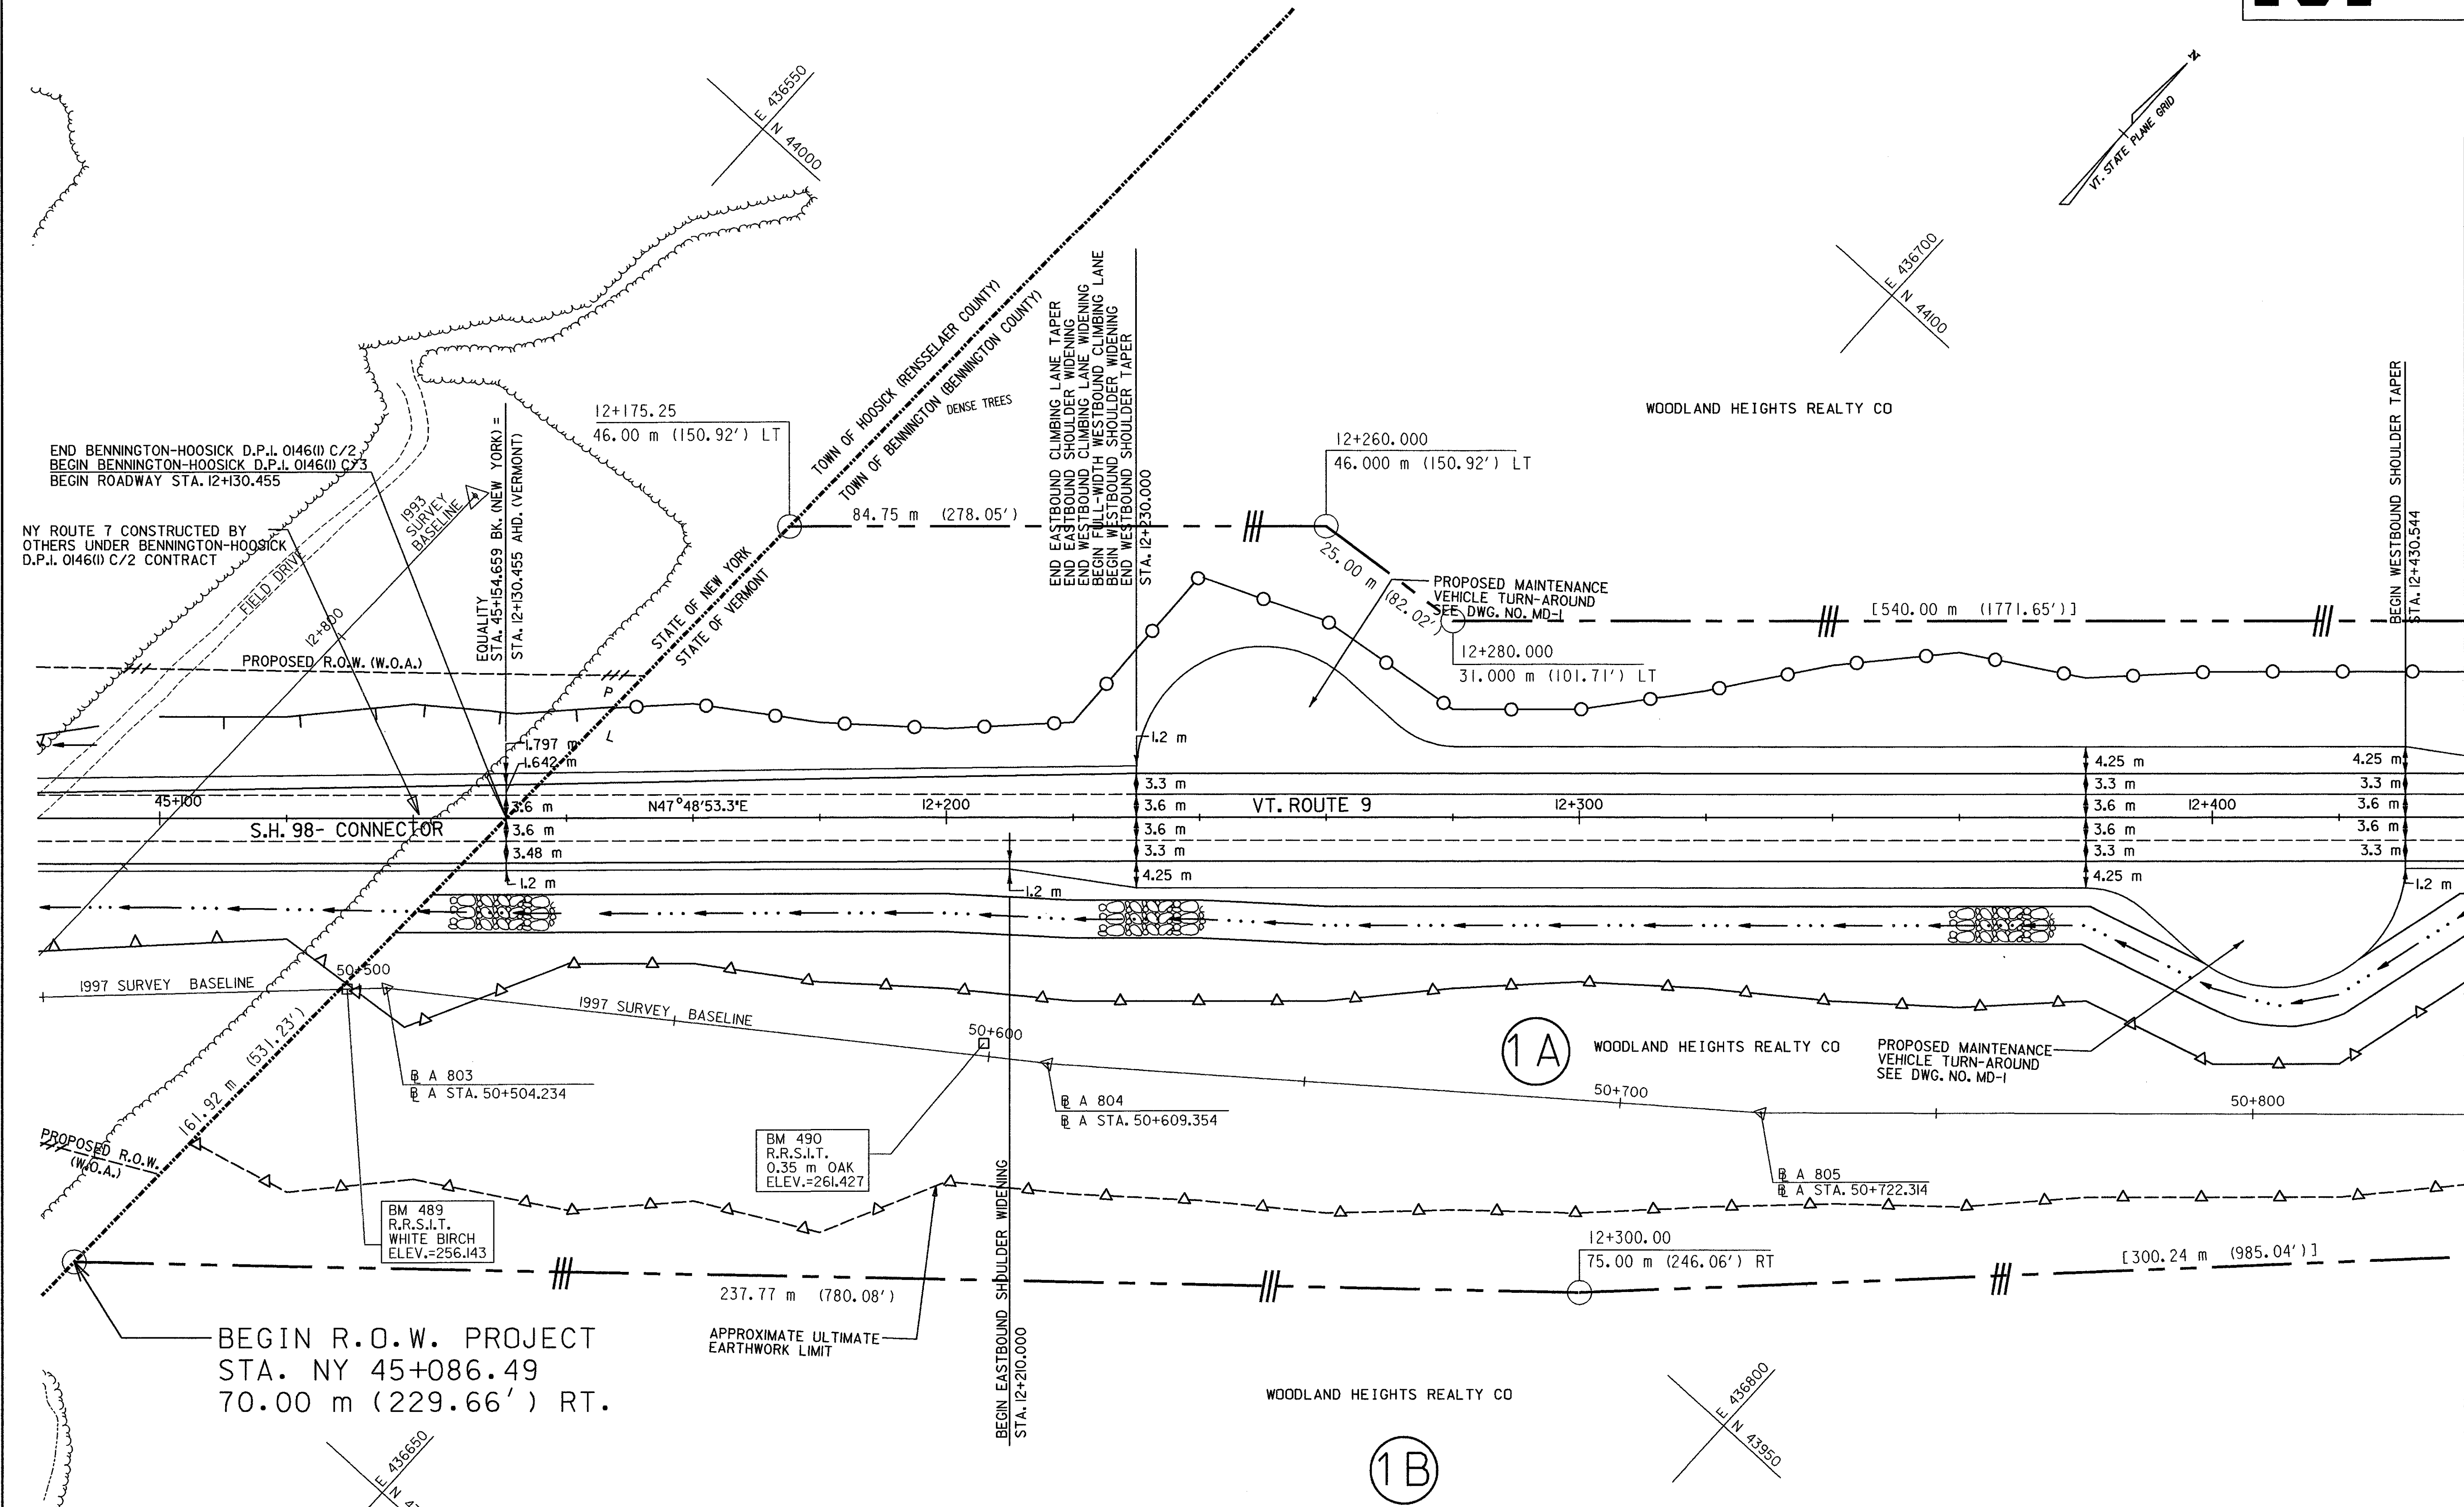 E 436550
N 44000
N
VT. STATE PLANE GRID
E 436700
N 44100
TOWN OF HOOSICK (RENSSELAER COUNTY)
TOWN OF BENNINGTON (BENNINGTON COUNTY)
DENSE TREES
STATE OF NEW YORK
STATE OF VERMONT
END EASTBOUND CLIMBING LANE TAPER
END EASTBOUND SHOULDER WIDENING
END WESTBOUND CLIMBING LANE WIDENING
BEGIN FULL-WIDTH WESTBOUND CLIMBING LANE
BEGIN WESTBOUND SHOULDER WIDENING
END WESTBOUND SHOULDER TAPER
STA. 12+230.000
WOODLAND HEIGHTS REALTY CO
BEGIN WESTBOUND SHOUHLDER TAPER
STA. 12+430.544
12+175.25
46.00 m (150.92') LT
12+260.000
46.000 m (150.92') LT
END BENNINGTON-HOOSICK D.P.I. 0146(1) C/2
BEGIN BENNINGTON-HOOSICK D.P.I. 0146(1) C/3
BEGIN ROADWAY STA. 12+130.455
NY ROUTE 7 CONSTRUCTED BY
OTHERS UNDER BENNINGTON-HOOSICK
D.P.I. 0146(1) C/2 CONTRACT
1993
SURVEY
BASELINE
FIELD DRIVE
12+800
EQUALITY
STA. 45+154.659 BK. (NEW YORK) =
STA. 12+130.455 AHD. (VERMONT)
84.75 m (278.05')
25.00 m (82.02')
PROPOSED MAINTENANCE
VEHICLE TURN-AROUND
SEE DWG. NO. MD-1
[540.00 m (1771.65')]
12+280.000
31.000 m (101.71') LT
PROPOSED R.O.W. (W.O.A.)
P
L
1.797 m
1.642 m
1.2 m
4.25 m
4.25 m
3.3 m
3.3 m
3.3 m
45+100
3.6 m
N47°48'53.3"E
12+200
3.6 m
VT. ROUTE 9
12+300
3.6 m
12+400
3.6 m
S.H. 98- CONNECTOR
3.6 m
3.6 m
3.6 m
3.6 m
3.48 m
3.3 m
3.3 m
3.3 m
1.2 m
1.2 m
4.25 m
4.25 m
1.2 m
50+500
1997 SURVEY BASELINE
1997 SURVEY BASELINE
50+600
161.92 m (531.23')
BL A 803
BL A STA. 50+504.234
BL A 804
BL A STA. 50+609.354
1A
WOODLAND HEIGHTS REALTY CO
PROPOSED MAINTENANCE
VEHICLE TURN-AROUND
SEE DWG. NO. MD-1
50+700
50+800
PROPOSED R.O.W.
(W.O.A.)
BM 490
R.R.S.I.T.
0.35 m OAK
ELEV.=261.427
BL A 805
BL A STA. 50+722.314
BM 489
R.R.S.I.T.
WHITE BIRCH
ELEV.=256.143
BEGIN EASTBOUND SHOULDER WIDENING
STA. 12+210.000
12+300.00
75.00 m (246.06') RT
[300.24 m (985.04')]
237.77 m (780.08')
APPROXIMATE ULTIMATE
EARTHWORK LIMIT
BEGIN R.O.W. PROJECT
STA. NY 45+086.49
70.00 m (229.66') RT.
WOODLAND HEIGHTS REALTY CO
1B
E 436800
N 43950
E 436650
N